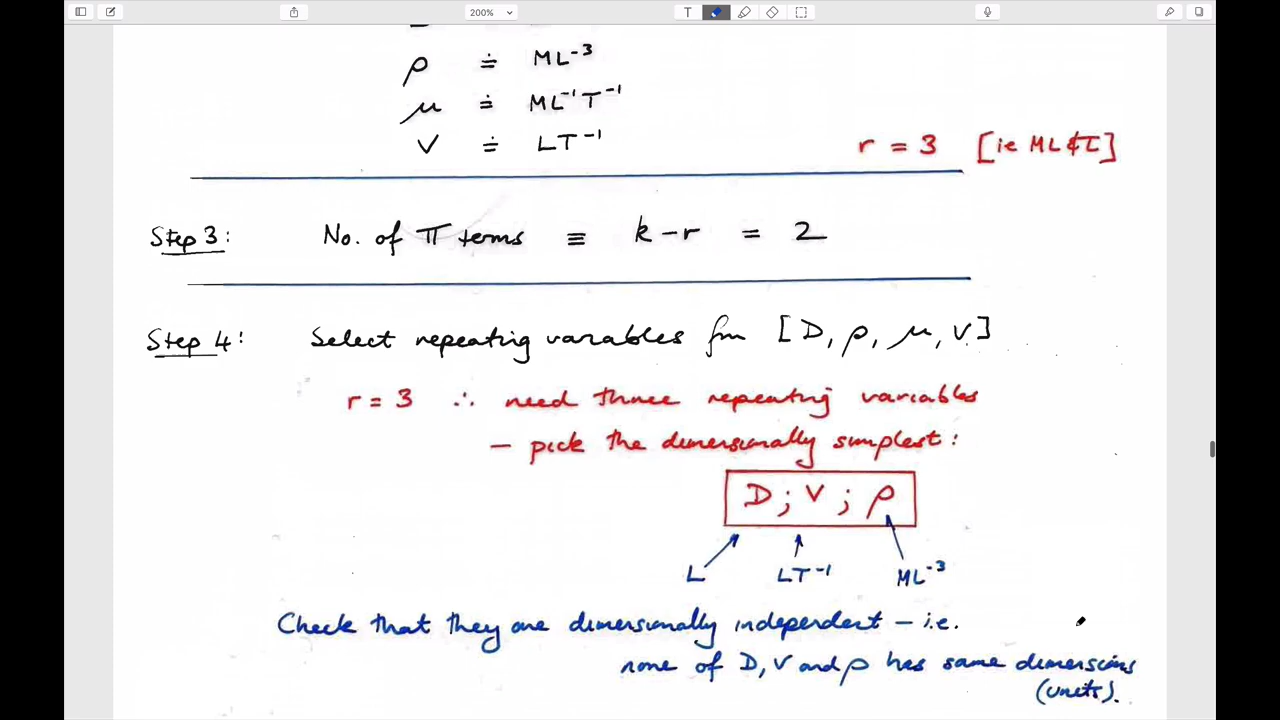 200%
ρ ≐ ML⁻³
μ ≐ ML⁻¹T⁻¹
V ≐ LT⁻¹
r = 3 [ie ML & T]
Step 3: No. of π terms ≡ k-r = 2
Step 4: Select repeating variables frm [D, ρ, μ, V.]
r = 3 ∴ need three repeating variables
– pick the dimensionally simplest:
D ; V ; ρ
L LT⁻¹ ML⁻³
Check that they are dimensionally independent – i.e.
none of D, V and ρ has same dimensions
(units).